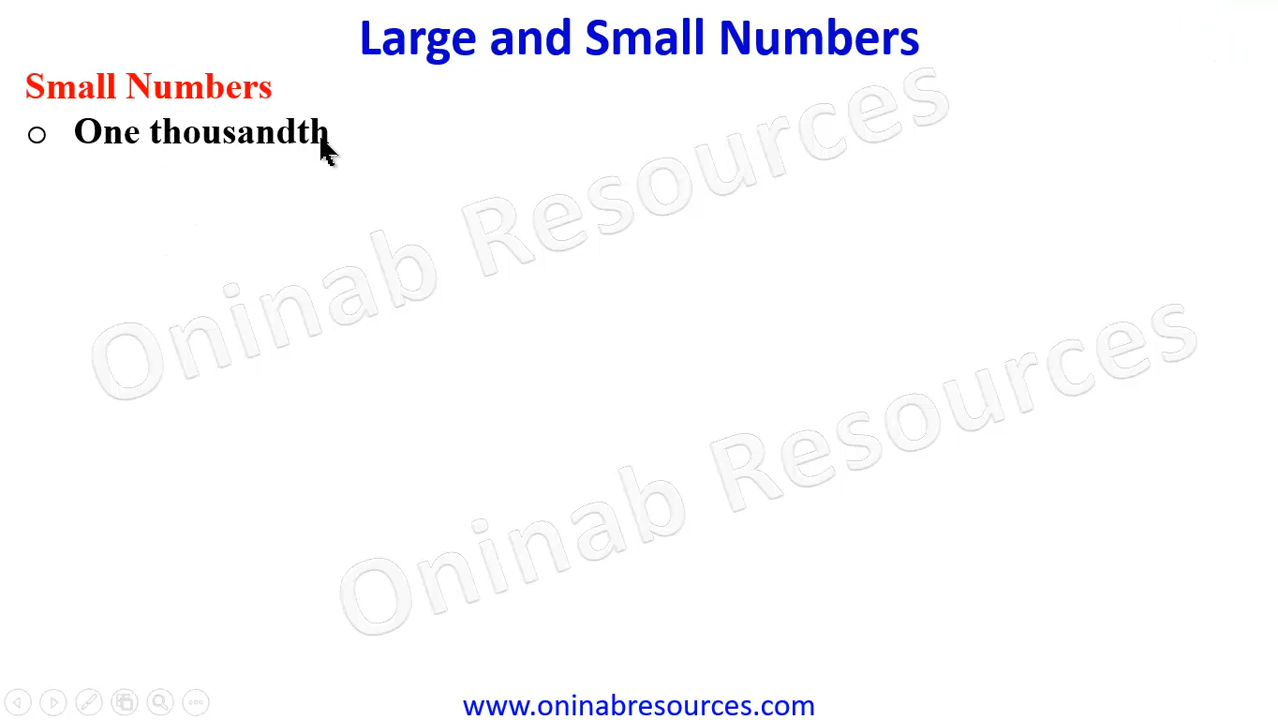 Large and Small Numbers
Small Numbers
One thousandth
Oninab Resources
Oninab Resources
www.oninabresources.com